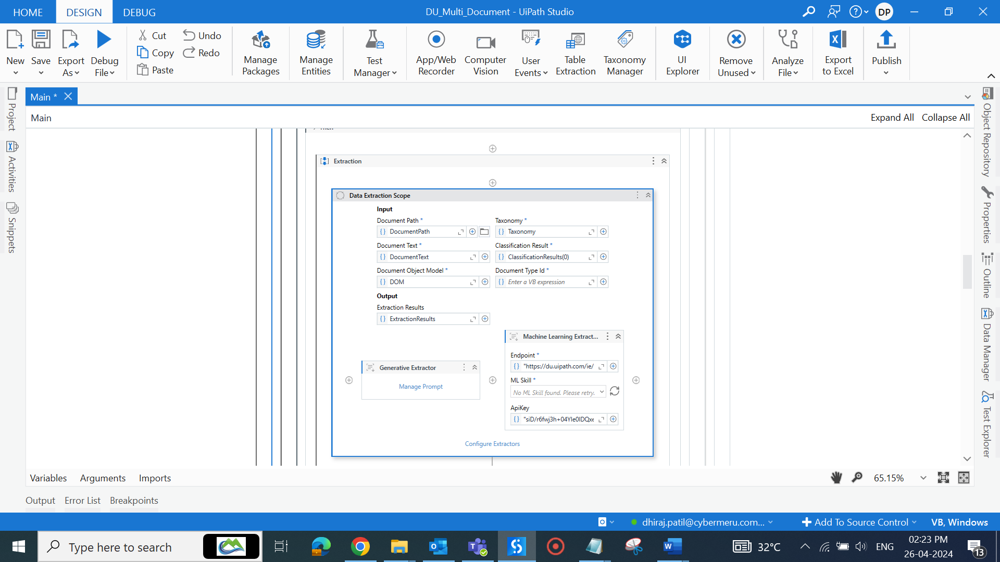 HOME DESIGN DEBUG
DU_Multi_Document - UiPath Studio
DP
New
Save
Export As
Debug File
Cut
Copy
Paste
Undo
Redo
Manage Packages
Manage Entities
Test Manager
App/Web Recorder
Computer Vision
User Events
Table Extraction
Taxonomy Manager
UI Explorer
Remove Unused
Analyze File
Export to Excel
Publish
Project
Activities
Snippets
Main *
Main
Expand All Collapse All
Then
Extraction
Data Extraction Scope
Input
Document Path * Taxonomy *
DocumentPath Taxonomy
Document Text * Classification Result *
DocumentText ClassificationResults(0)
Document Object Model * Document Type Id *
DOM Enter a VB expression
Output
Extraction Results
ExtractionResults
Generative Extractor
Manage Prompt
Machine Learning Extract...
Endpoint *
"https://du.uipath.com/ie/
ML Skill *
No ML Skill found. Please retry.
ApiKey
Configure Extractors
Object Repository
Properties
Outline
Data Manager
Test Explorer
Variables Arguments Imports
65.15%
Output Error List Breakpoints
dhiraj.patil@cybermeru.com...
Add To Source Control
VB, Windows
Type here to search
32°C
ENG
02:23 PM
26-04-2024
13